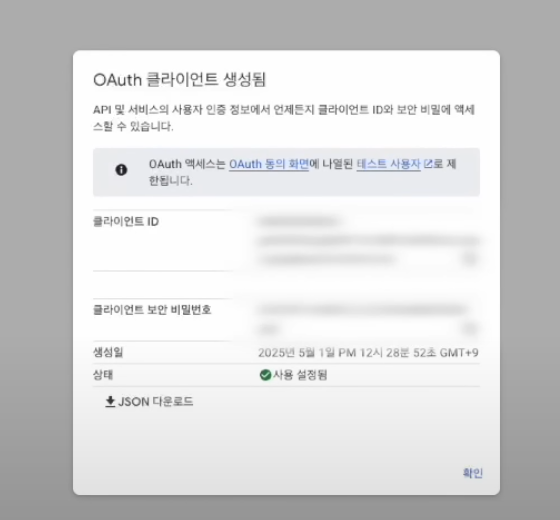 OAuth 클라이언트 생성됨
API 및 서비스의 사용자 인증 정보에서 언제든지 클라이언트 ID와 보안 비밀에 액세
스할 수 있습니다.
OAuth 액세스는 OAuth 동의 화면에 나열된 테스트 사용자로 제
한됩니다.
클라이언트 ID
클라이언트 보안 비밀번호
생성일 2025년 5월 1일 PM 12시 28분 52초 GMT+9
상태 사용 설정됨
JSON 다운로드
확인